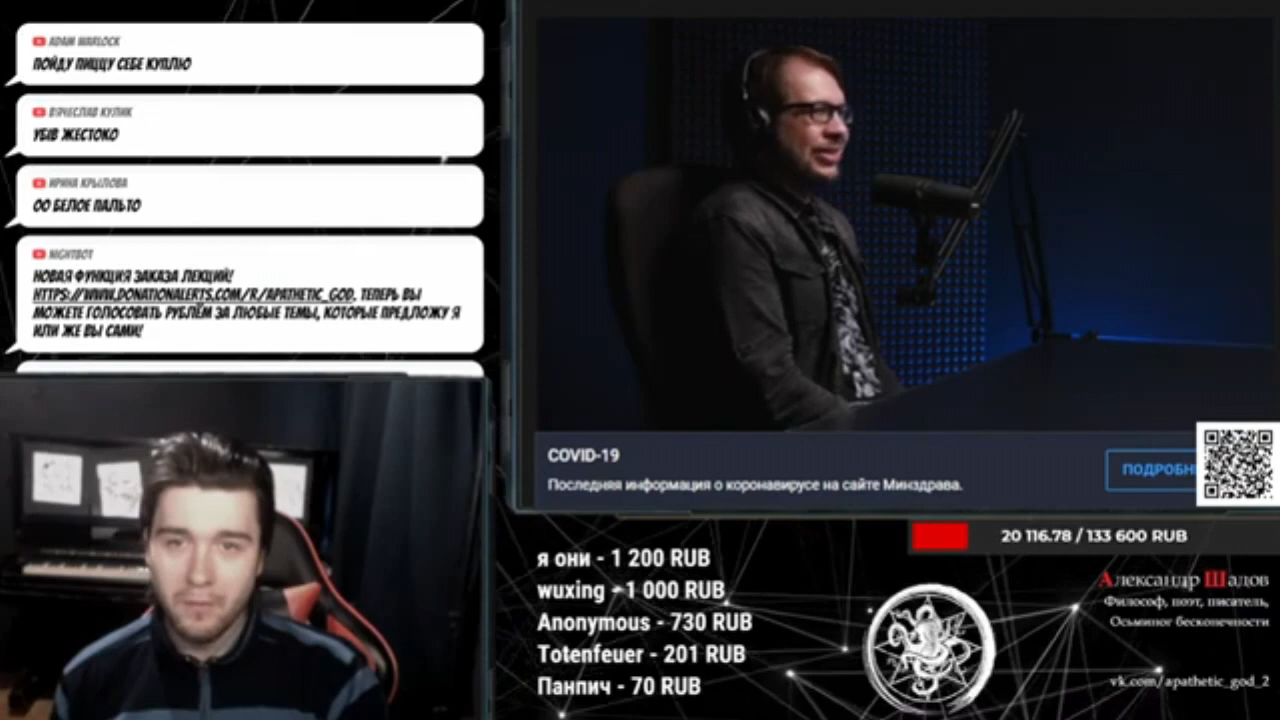 ADAM WARLOCK
ПОЙДУ ПИЦЦУ СЕБЕ КУПЛЮ
ВЯЧЕСЛАВ КУЛИК
УБІВ ЖЕСТОКО
ИРИНА КРЫЛОВА
ОО БЕЛОЕ ПАЛЬТО
NIGHTBOT
НОВАЯ ФУНКЦИЯ ЗАКАЗА ЛЕКЦИЙ!
HTTPS://WWW.DONATIONALERTS.COM/R/APATHETIC_GOD. ТЕПЕРЬ ВЫ
МОЖЕТЕ ГОЛОСОВАТЬ РУБЛЁМ ЗА ЛЮБЫЕ ТЕМЫ, КОТОРЫЕ ПРЕДЛОЖУ Я
ИЛИ ЖЕ ВЫ САМИ!
COVID-19
Последняя информация о коронавирусе на сайте Минздрава.
ПОДРОБН
20 116.78 / 133 600 RUB
я они - 1 200 RUB
wuxing - 1 000 RUB
Anonymous - 730 RUB
Totenfeuer - 201 RUB
Панпич - 70 RUB
Александр Шадов
Философ, поэт, писатель,
Осьминог бесконечности
vk.com/apathetic_god_2